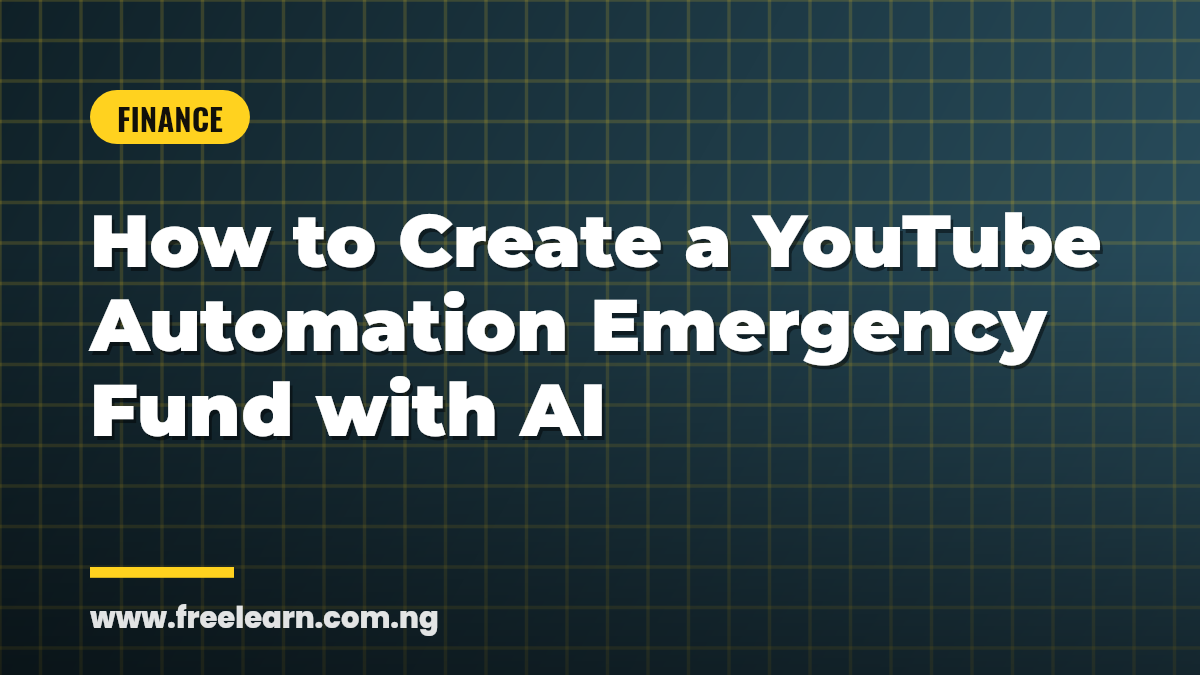 FINANCE
How to Create a YouTube
Automation Emergency
Fund with AI
www.freelearn.com.ng